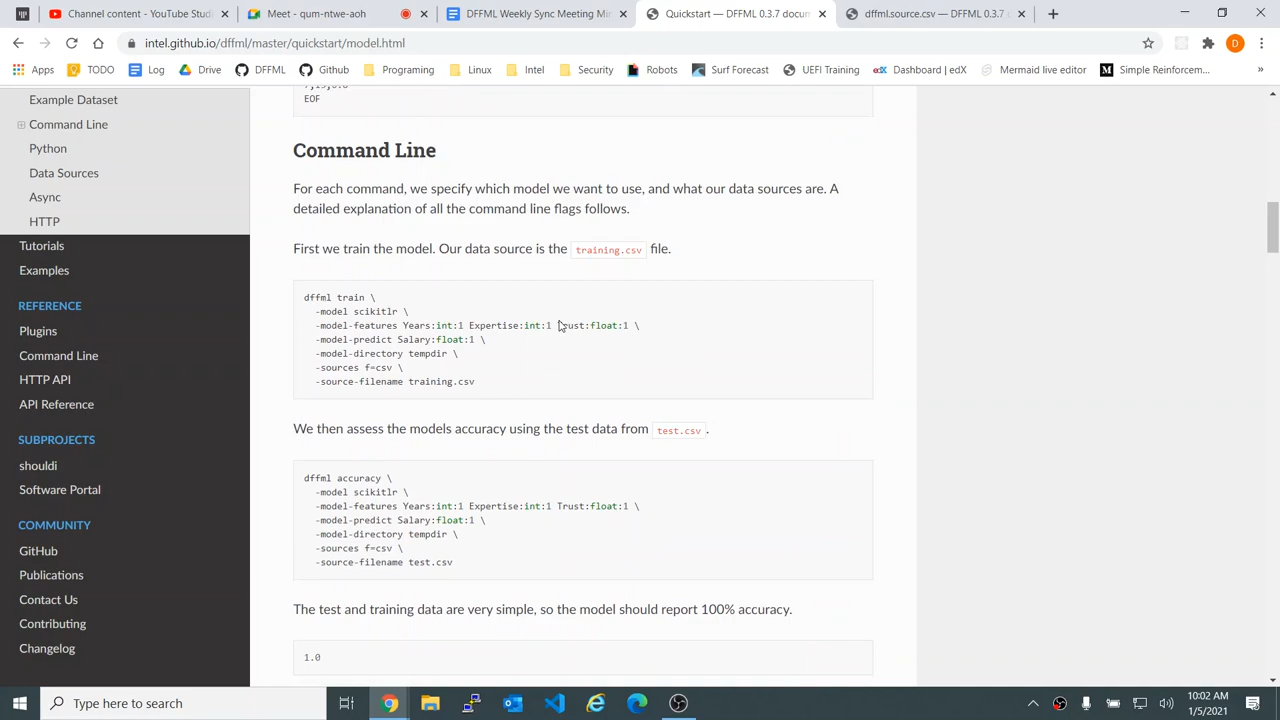 Channel content - YouTube Studi
Meet - qum-ntwe-aoh
DFFML Weekly Sync Meeting Min
Quickstart — DFFML 0.3.7 docum
dffml.source.csv — DFFML 0.3.7
intel.github.io/dffml/master/quickstart/model.html
D
Apps
TODO
Log
Drive
DFFML
Github
Programing
Linux
Intel
Security
Robots
Surf Forecast
UEFI Training
Dashboard | edX
Mermaid live editor
Simple Reinforcem...
Example Dataset
Command Line
Python
Data Sources
Async
HTTP
Tutorials
Examples
REFERENCE
Plugins
Command Line
HTTP API
API Reference
SUBPROJECTS
shouldi
Software Portal
COMMUNITY
GitHub
Publications
Contact Us
Contributing
Changelog
EOF
Command Line
For each command, we specify which model we want to use, and what our data sources are. A
detailed explanation of all the command line flags follows.
First we train the model. Our data source is the training.csv file.
dffml train \
-model scikitlr \
-model-features Years:int:1 Expertise:int:1 Trust:float:1 \
-model-predict Salary:float:1 \
-model-directory tempdir \
-sources f=csv \
-source-filename training.csv
We then assess the models accuracy using the test data from test.csv .
dffml accuracy \
-model scikitlr \
-model-features Years:int:1 Expertise:int:1 Trust:float:1 \
-model-predict Salary:float:1 \
-model-directory tempdir \
-sources f=csv \
-source-filename test.csv
The test and training data are very simple, so the model should report 100% accuracy.
1.0
Type here to search
10:02 AM
1/5/2021